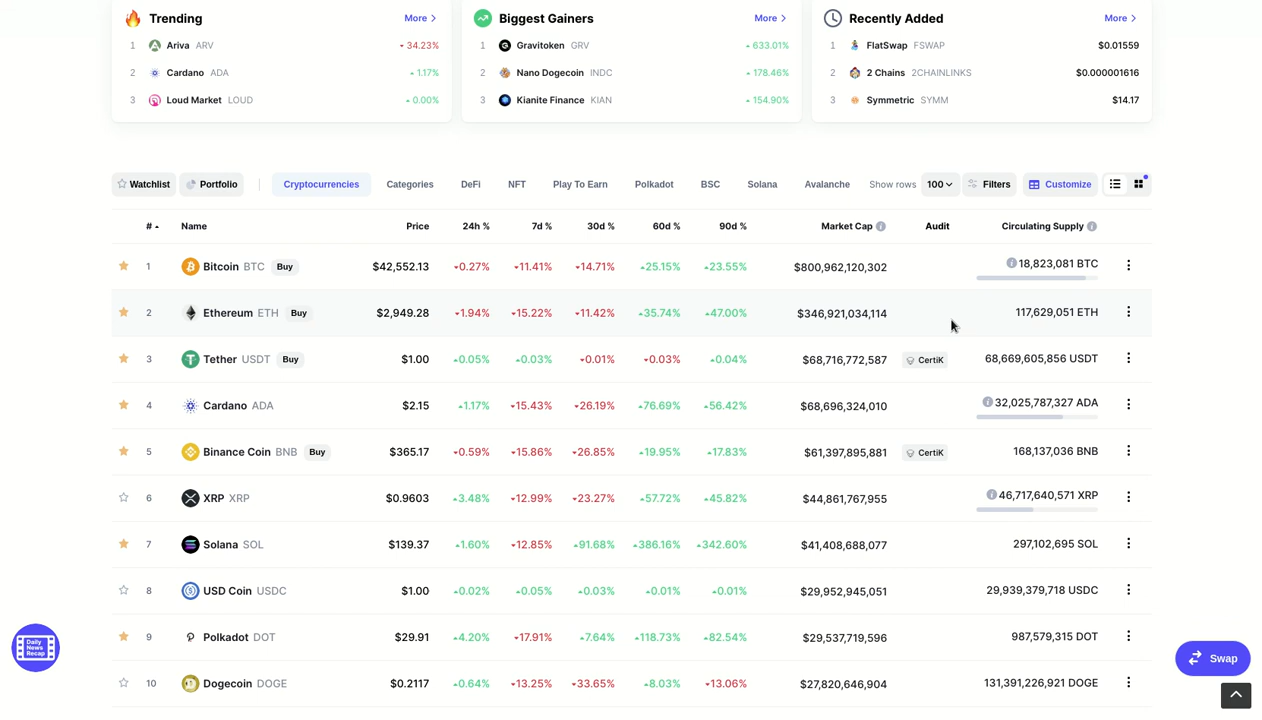 Trending More >
1 Ariva ARV 34.23%
2 Cardano ADA 1.17%
3 Loud Market LOUD 0.00%
Biggest Gainers More >
1 Gravitoken GRV 633.01%
2 Nano Dogecoin INDC 178.46%
3 Kianite Finance KIAN 154.90%
Recently Added More >
1 FlatSwap FSWAP $0.01559
2 2 Chains 2CHAINLINKS $0.000001616
3 Symmetric SYMM $14.17
Watchlist Portfolio Cryptocurrencies Categories DeFi NFT Play To Earn Polkadot BSC Solana Avalanche Show rows 100 Filters Customize
# Name Price 24h % 7d % 30d % 60d % 90d % Market Cap Audit Circulating Supply
1 Bitcoin BTC Buy $42,552.13 0.27% 11.41% 14.71% 25.15% 23.55% $800,962,120,302 18,823,081 BTC
2 Ethereum ETH Buy $2,949.28 1.94% 15.22% 11.42% 35.74% 47.00% $346,921,034,114 117,629,051 ETH
3 Tether USDT Buy $1.00 0.05% 0.03% 0.01% 0.03% 0.04% $68,716,772,587 CertiK 68,669,605,856 USDT
4 Cardano ADA $2.15 1.17% 15.43% 26.19% 76.69% 56.42% $68,696,324,010 32,025,787,327 ADA
5 Binance Coin BNB Buy $365.17 0.59% 15.86% 26.85% 19.95% 17.83% $61,397,895,881 CertiK 168,137,036 BNB
6 XRP XRP $0.9603 3.48% 12.99% 23.27% 57.72% 45.82% $44,861,767,955 46,717,640,571 XRP
7 Solana SOL $139.37 1.60% 12.85% 91.68% 386.16% 342.60% $41,408,688,077 297,102,695 SOL
8 USD Coin USDC $1.00 0.02% 0.05% 0.03% 0.01% 0.01% $29,952,945,051 29,939,379,718 USDC
9 Polkadot DOT $29.91 4.20% 17.91% 7.64% 118.73% 82.54% $29,537,719,596 987,579,315 DOT
10 Dogecoin DOGE $0.2117 0.64% 13.25% 33.65% 8.03% 13.06% $27,820,646,904 131,391,226,921 DOGE
Daily
News
Recap
Swap